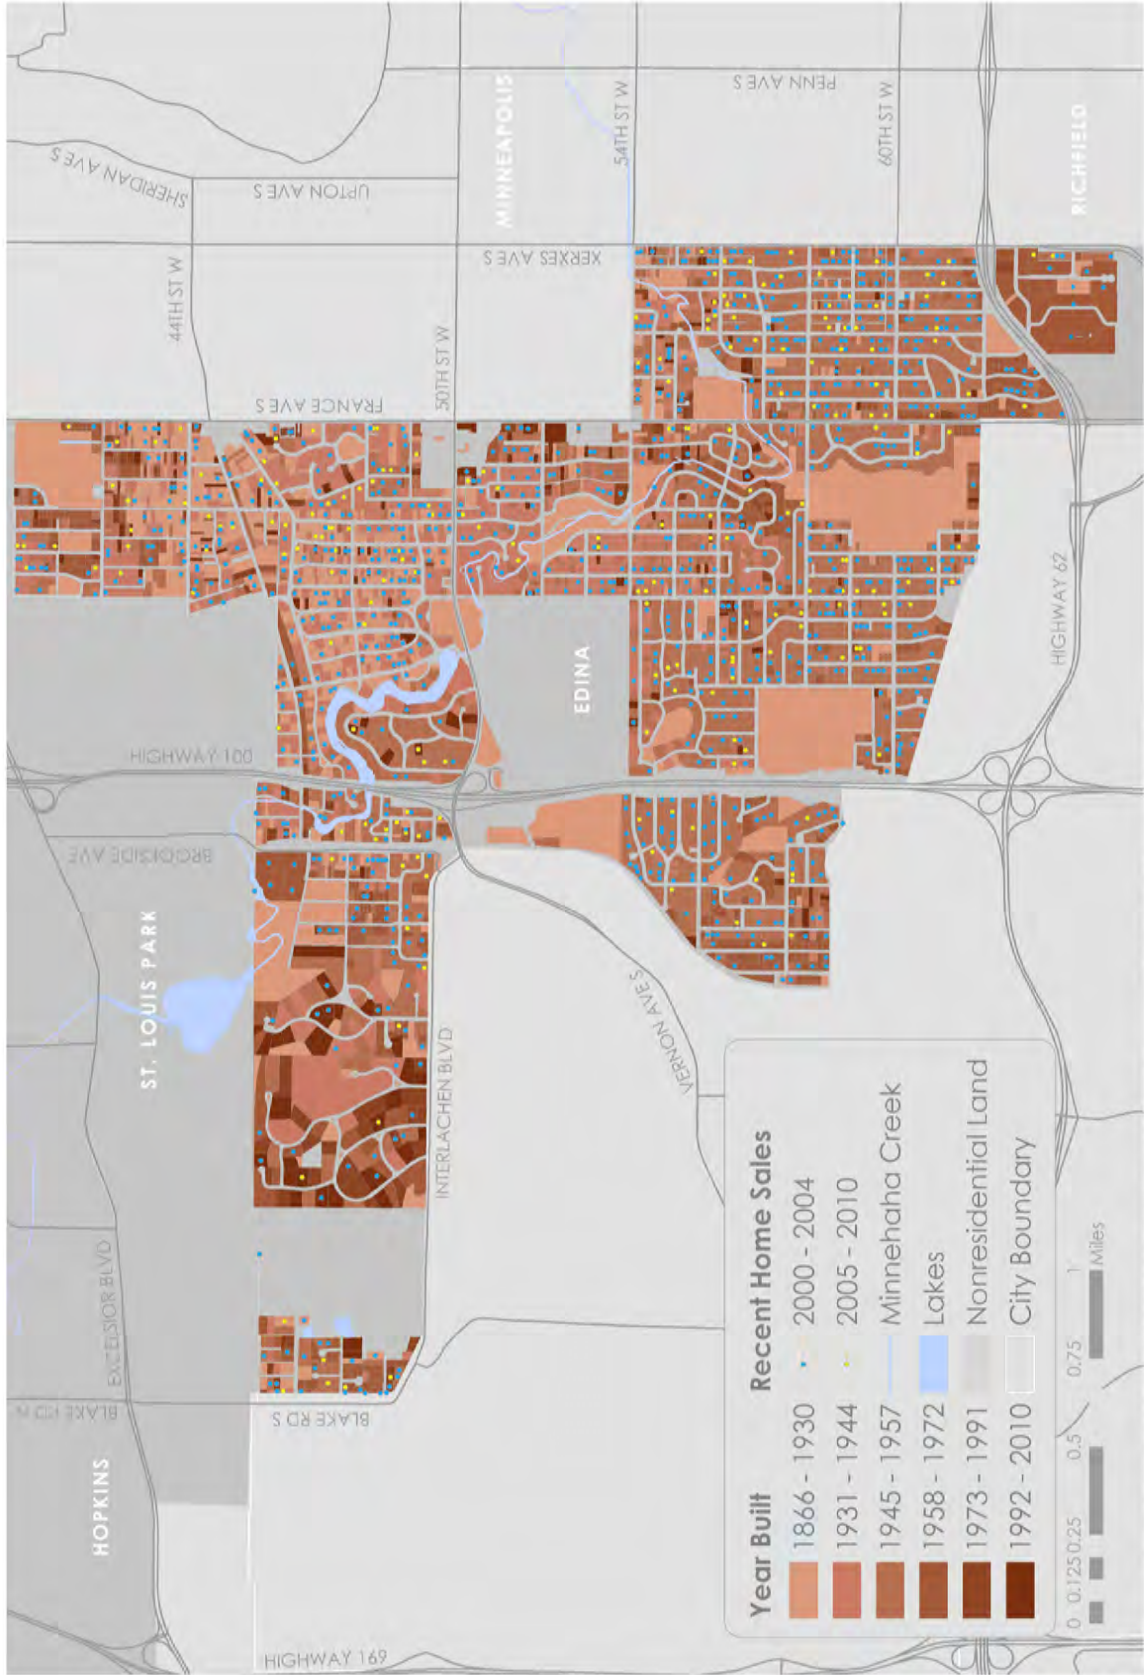 HOPKINS
ST. LOUIS PARK
EDINA
MINNEAPOLIS
RICHFIELD
HIGHWAY 169
BLAKE RD N
BLAKE RD S
EXCELSIOR BLVD
INTERLACHEN BLVD
BROOKSIDE AVE
HIGHWAY 100
VERNON AVE S
HIGHWAY 62
FRANCE AVE S
44TH ST W
50TH ST W
54TH ST W
60TH ST W
XERXES AVE S
UPTON AVE S
SHERIDAN AVE S
PENN AVE S
Year Built
1866 - 1930
1931 - 1944
1945 - 1957
1958 - 1972
1973 - 1991
1992 - 2010
Recent Home Sales
2000 - 2004
2005 - 2010
Minnehaha Creek
Lakes
Nonresidential Land
City Boundary
0 0.125 0.25 0.5 0.75 1
Miles